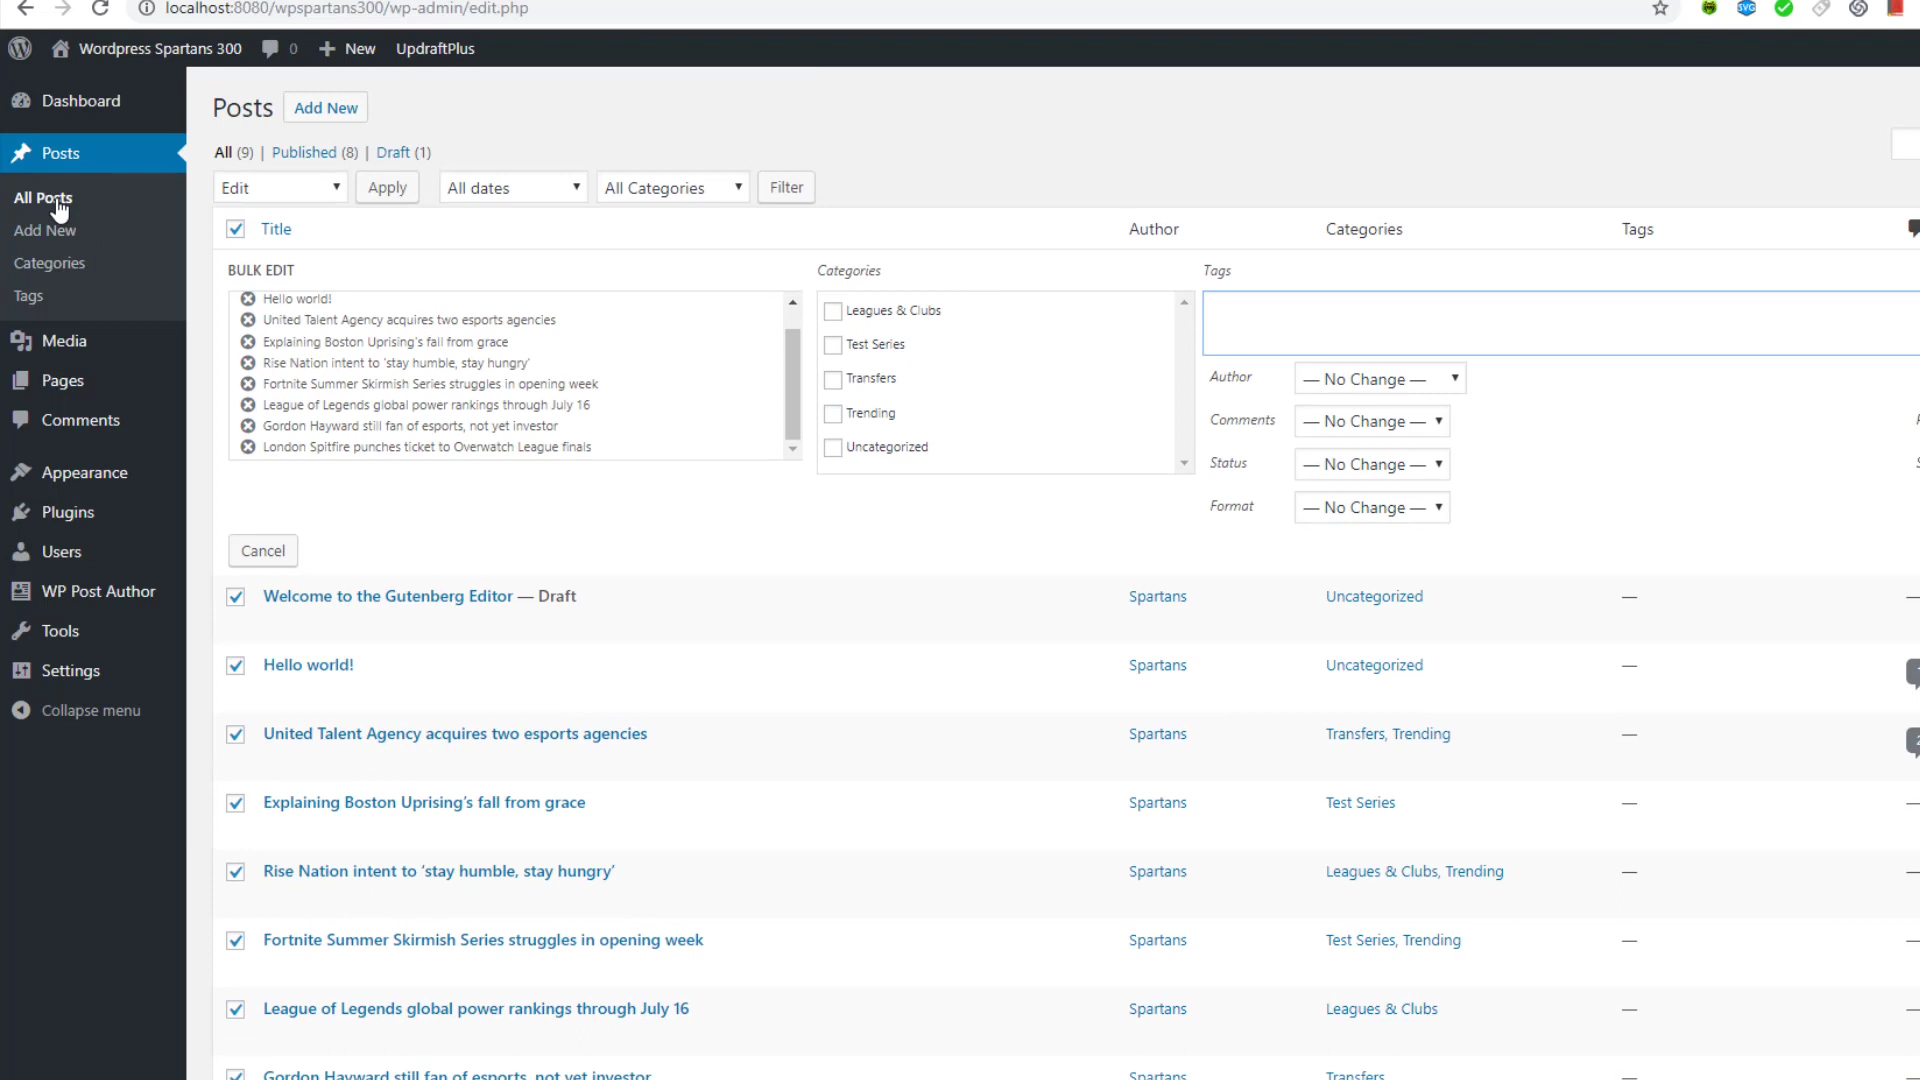 localhost:8080/wpspartans300/wp-admin/edit.php
Wordpress Spartans 300 0 New UpdraftPlus
Dashboard
Posts
All Posts
Add New
Categories
Tags
Media
Pages
Comments
Appearance
Plugins
Users
WP Post Author
Tools
Settings
Collapse menu
Posts Add New
All (9) | Published (8) | Draft (1)
Edit Apply All dates All Categories Filter
Title Author Categories Tags
BULK EDIT
Hello world!
United Talent Agency acquires two esports agencies
Explaining Boston Uprising's fall from grace
Rise Nation intent to 'stay humble, stay hungry'
Fortnite Summer Skirmish Series struggles in opening week
League of Legends global power rankings through July 16
Gordon Hayward still fan of esports, not yet investor
London Spitfire punches ticket to Overwatch League finals
Categories
Leagues & Clubs
Test Series
Transfers
Trending
Uncategorized
Tags
Author — No Change —
Comments — No Change —
Status — No Change —
Format — No Change —
Cancel
Welcome to the Gutenberg Editor — Draft Spartans Uncategorized — —
Hello world! Spartans Uncategorized —
United Talent Agency acquires two esports agencies Spartans Transfers, Trending —
Explaining Boston Uprising's fall from grace Spartans Test Series — —
Rise Nation intent to 'stay humble, stay hungry' Spartans Leagues & Clubs, Trending — —
Fortnite Summer Skirmish Series struggles in opening week Spartans Test Series, Trending — —
League of Legends global power rankings through July 16 Spartans Leagues & Clubs — —
Gordon Hayward still fan of esports, not yet investor Spartans Transfers — —